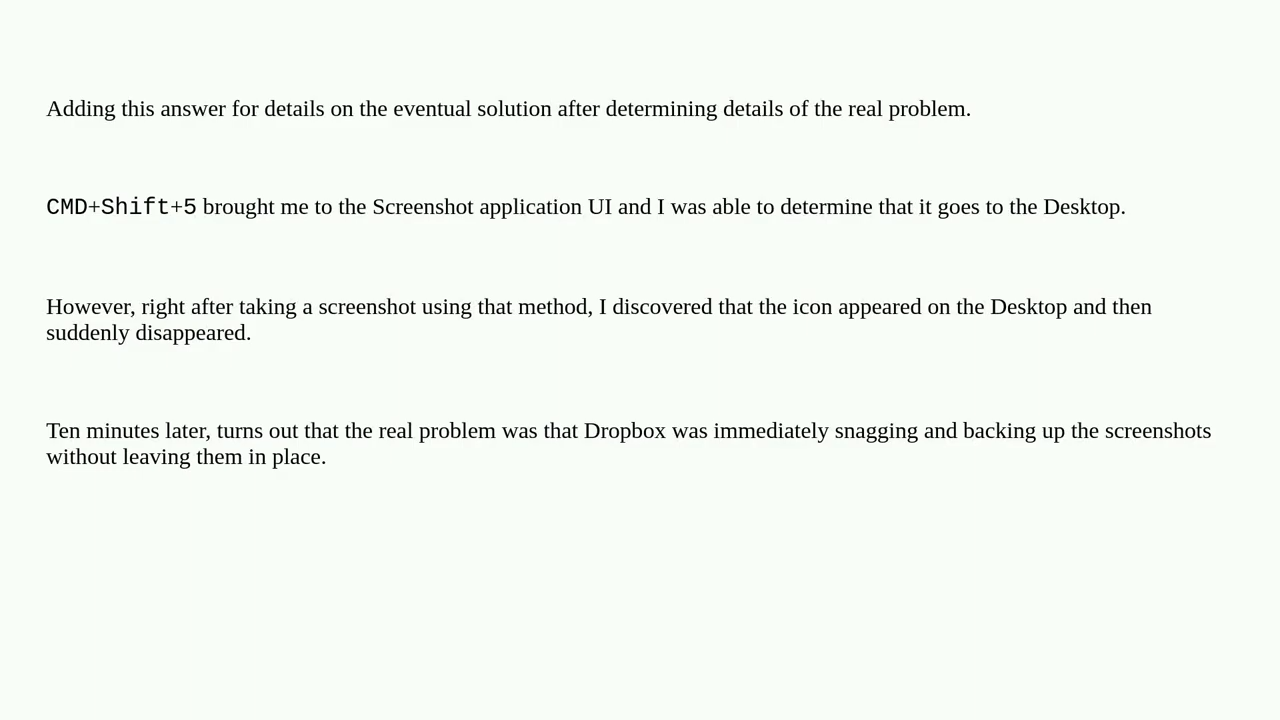 Adding this answer for details on the eventual solution after determining details of the real problem.
CMD+Shift+5 brought me to the Screenshot application UI and I was able to determine that it goes to the Desktop.
However, right after taking a screenshot using that method, I discovered that the icon appeared on the Desktop and then
suddenly disappeared.
Ten minutes later, turns out that the real problem was that Dropbox was immediately snagging and backing up the screenshots
without leaving them in place.